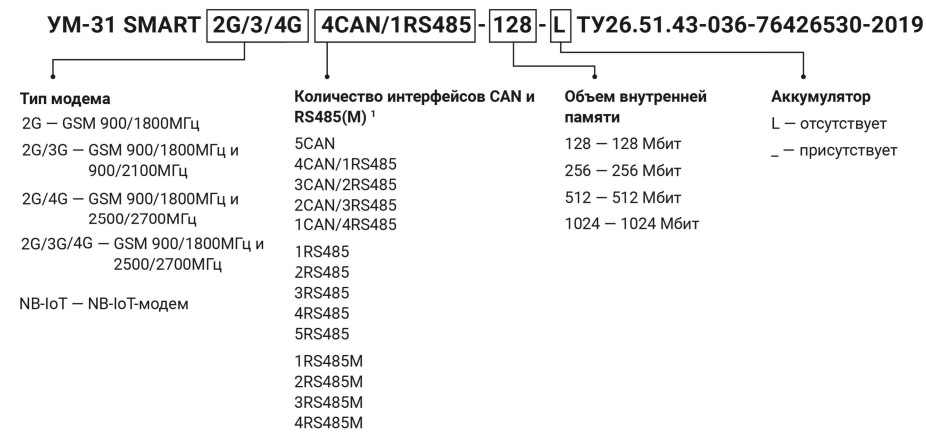 УМ-31 SMART 2G/3/4G 4CAN/1RS485-128-L ТУ26.51.43-036-76426530-2019
Тип модема
2G — GSM 900/1800МГц
2G/3G — GSM 900/1800МГц и
900/2100МГц
2G/4G — GSM 900/1800МГц и
2500/2700МГц
2G/3G/4G — GSM 900/1800МГц и
2500/2700МГц
NB-IoT — NB-IoT-модем
Количество интерфейсов CAN и
RS485(M) ¹
5CAN
4CAN/1RS485
3CAN/2RS485
2CAN/3RS485
1CAN/4RS485
1RS485
2RS485
3RS485
4RS485
5RS485
1RS485M
2RS485M
3RS485M
4RS485M
Объем внутренней
памяти
128 — 128 Мбит
256 — 256 Мбит
512 — 512 Мбит
1024 — 1024 Мбит
Аккумулятор
L — отсутствует
_ — присутствует